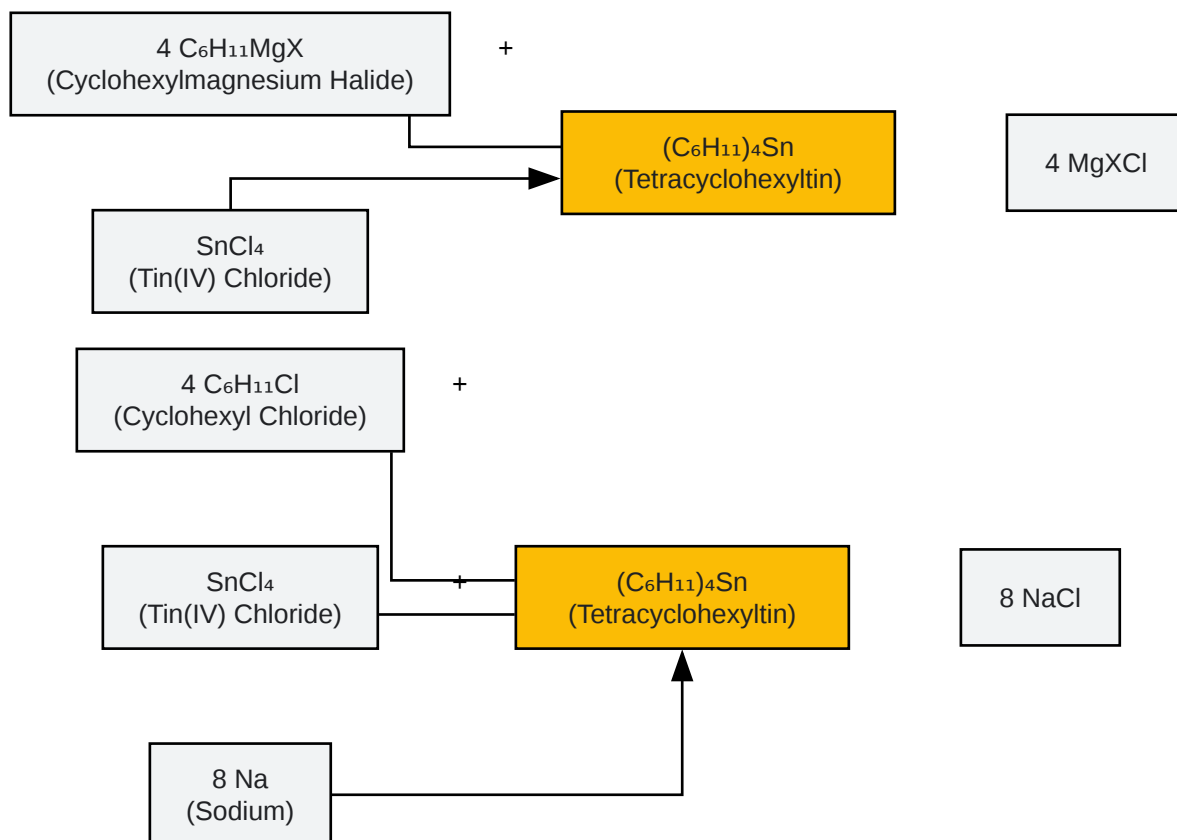 4 C₆H₁₁MgX
(Cyclohexylmagnesium Halide)
+
(C₆H₁₁)₄Sn
(Tetracyclohexyltin)
4 MgXCl
SnCl₄
(Tin(IV) Chloride)
4 C₆H₁₁Cl
(Cyclohexyl Chloride)
+
SnCl₄
(Tin(IV) Chloride)
+
(C₆H₁₁)₄Sn
(Tetracyclohexyltin)
8 NaCl
8 Na
(Sodium)